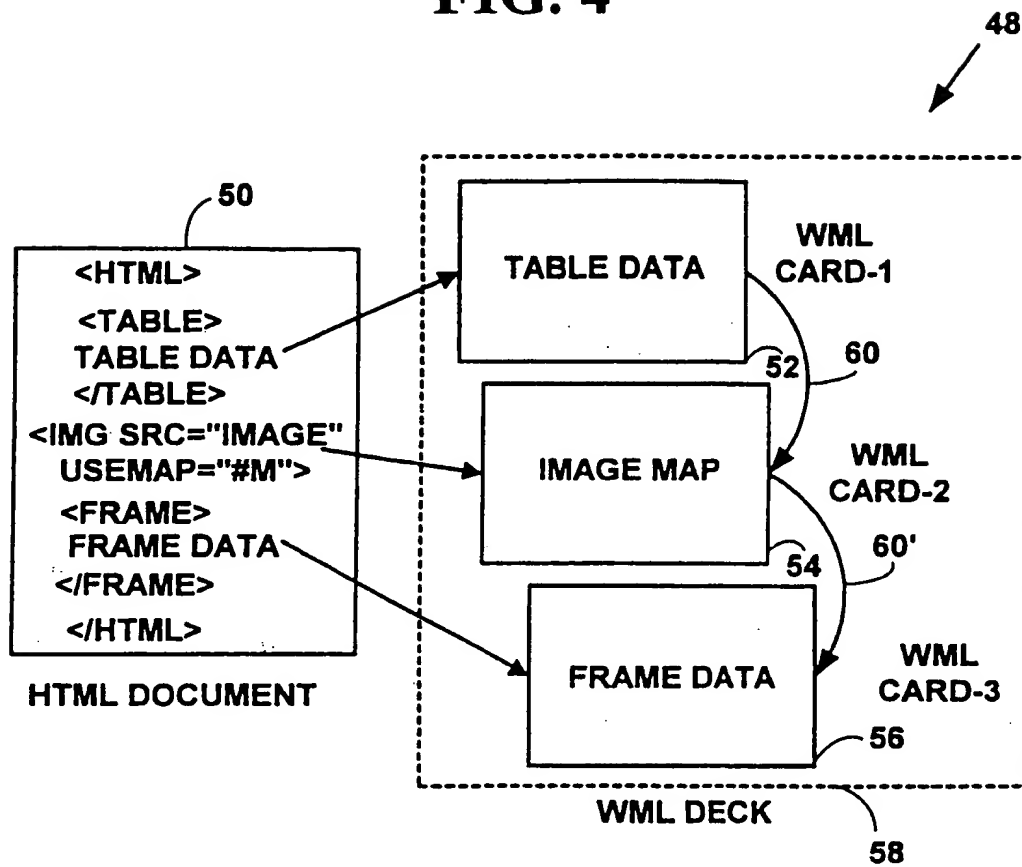 FIG. 4
48
50
<HTML>
<TABLE>
TABLE DATA
</TABLE>
<IMG SRC="IMAGE"
USEMAP="#M">
<FRAME>
FRAME DATA
</FRAME>
</HTML>
HTML DOCUMENT
TABLE DATA
WML
CARD-1
52
60
IMAGE MAP
WML
CARD-2
54
60'
FRAME DATA
WML
CARD-3
56
WML DECK
58